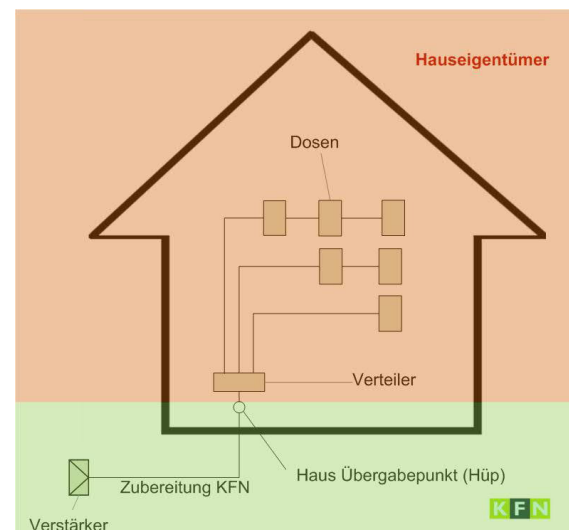 Hauseigentümer
Dosen
Verteiler
Haus Übergabepunkt (Hüp)
Zubereitung KFN
KFN
Verstärker